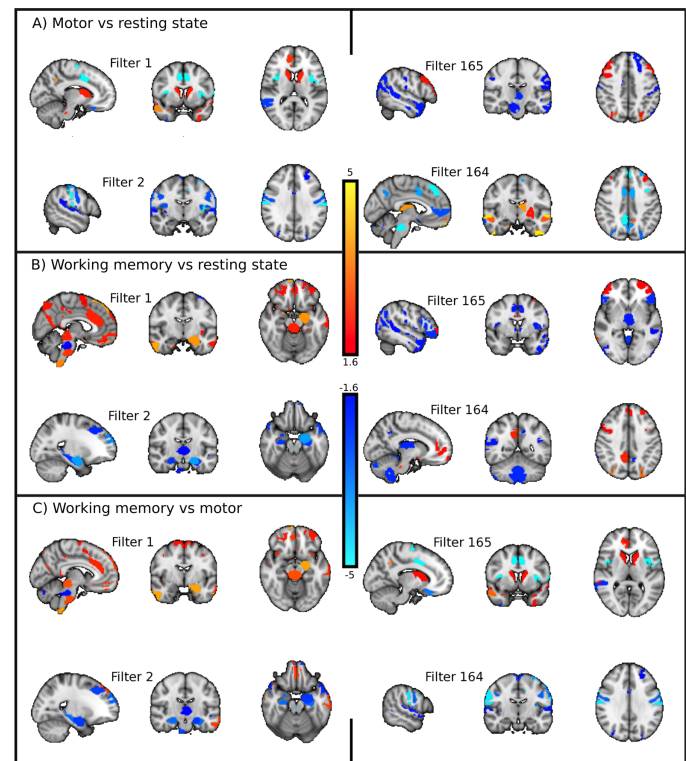 A) Motor vs resting state
Filter 1
Filter 165
Filter 2
Filter 164
5
B) Working memory vs resting state
Filter 1
Filter 165
1.6
-1.6
Filter 2
Filter 164
C) Working memory vs motor
Filter 1
Filter 165
-5
Filter 2
Filter 164